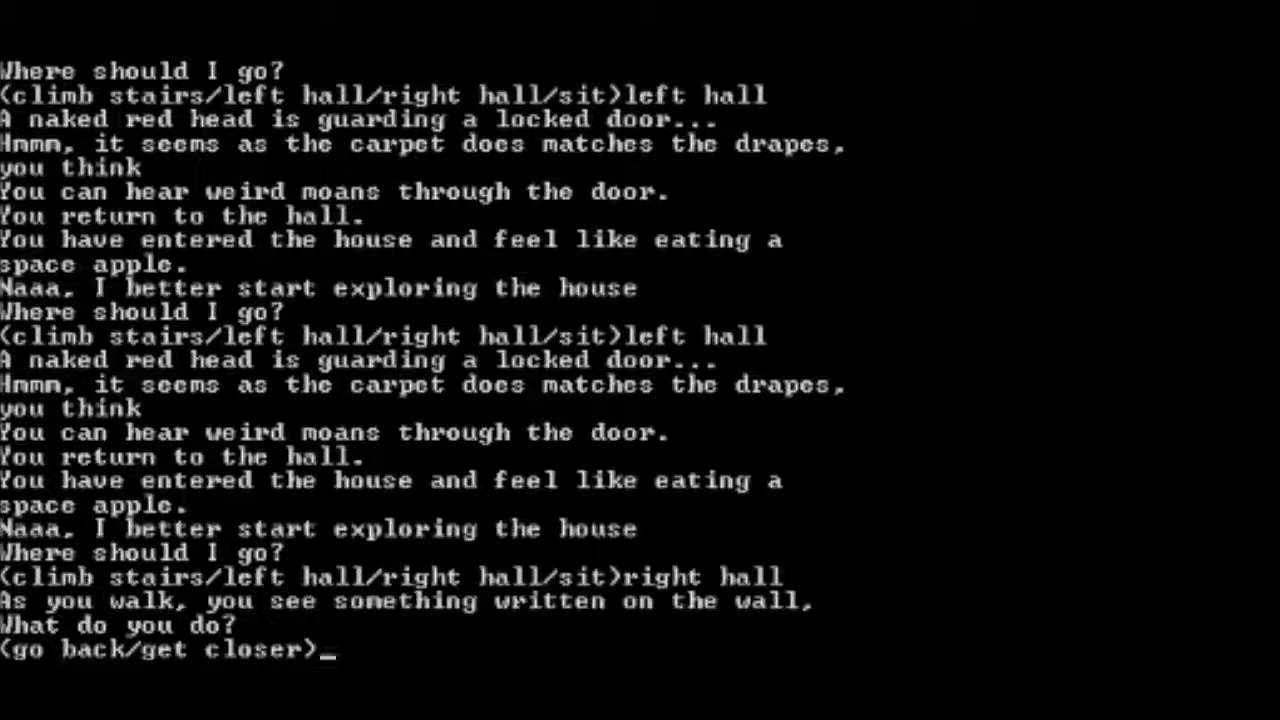 Where should I go?
(climb stairs/left hall/right hall/sit)left hall
A naked red head is guarding a locked door...
Hmmm, it seems as the carpet does matches the drapes,
you think
You can hear weird moans through the door.
You return to the hall.
You have entered the house and feel like eating a
space apple.
Naaa, I better start exploring the house
Where should I go?
(climb stairs/left hall/right hall/sit)left hall
A naked red head is guarding a locked door...
Hmmm, it seems as the carpet does matches the drapes,
you think
You can hear weird moans through the door.
You return to the hall.
You have entered the house and feel like eating a
space apple.
Naaa, I better start exploring the house
Where should I go?
(climb stairs/left hall/right hall/sit)right hall
As you walk, you see something written on the wall,
What do you do?
(go back/get closer)_